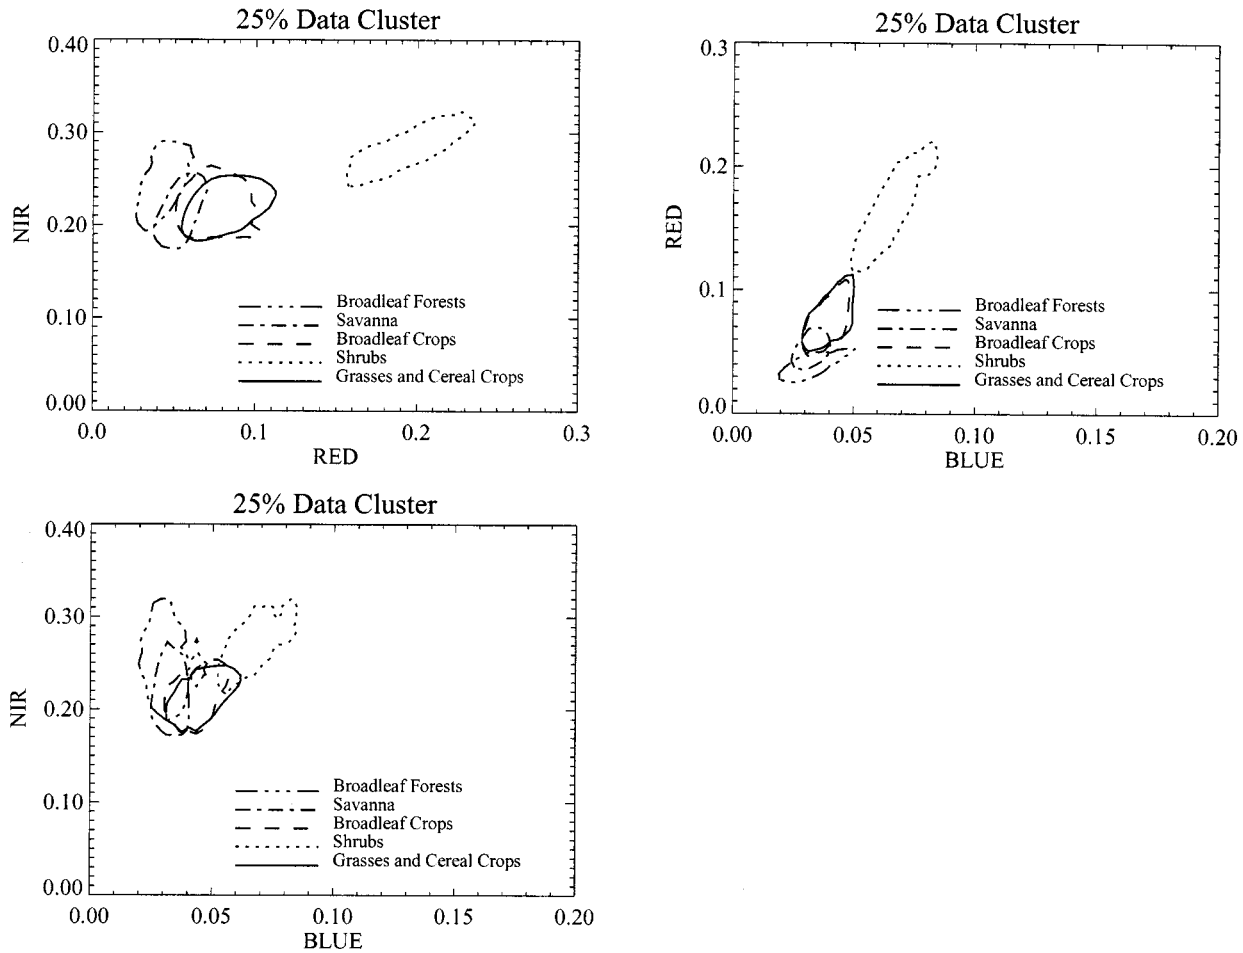 25% Data Cluster
0.40
0.30
NIR
0.20
0.10
0.00
Broadleaf Forests
Savanna
Broadleaf Crops
Shrubs
Grasses and Cereal Crops
0.0
0.1
0.2
0.3
RED
25% Data Cluster
0.3
0.2
RED
0.1
0.0
Broadleaf Forests
Savanna
Broadleaf Crops
Shrubs
Grasses and Cereal Crops
0.00
0.05
0.10
0.15
0.20
BLUE
25% Data Cluster
0.40
0.30
NIR
0.20
0.10
0.00
Broadleaf Forests
Savanna
Broadleaf Crops
Shrubs
Grasses and Cereal Crops
0.00
0.05
0.10
0.15
0.20
BLUE